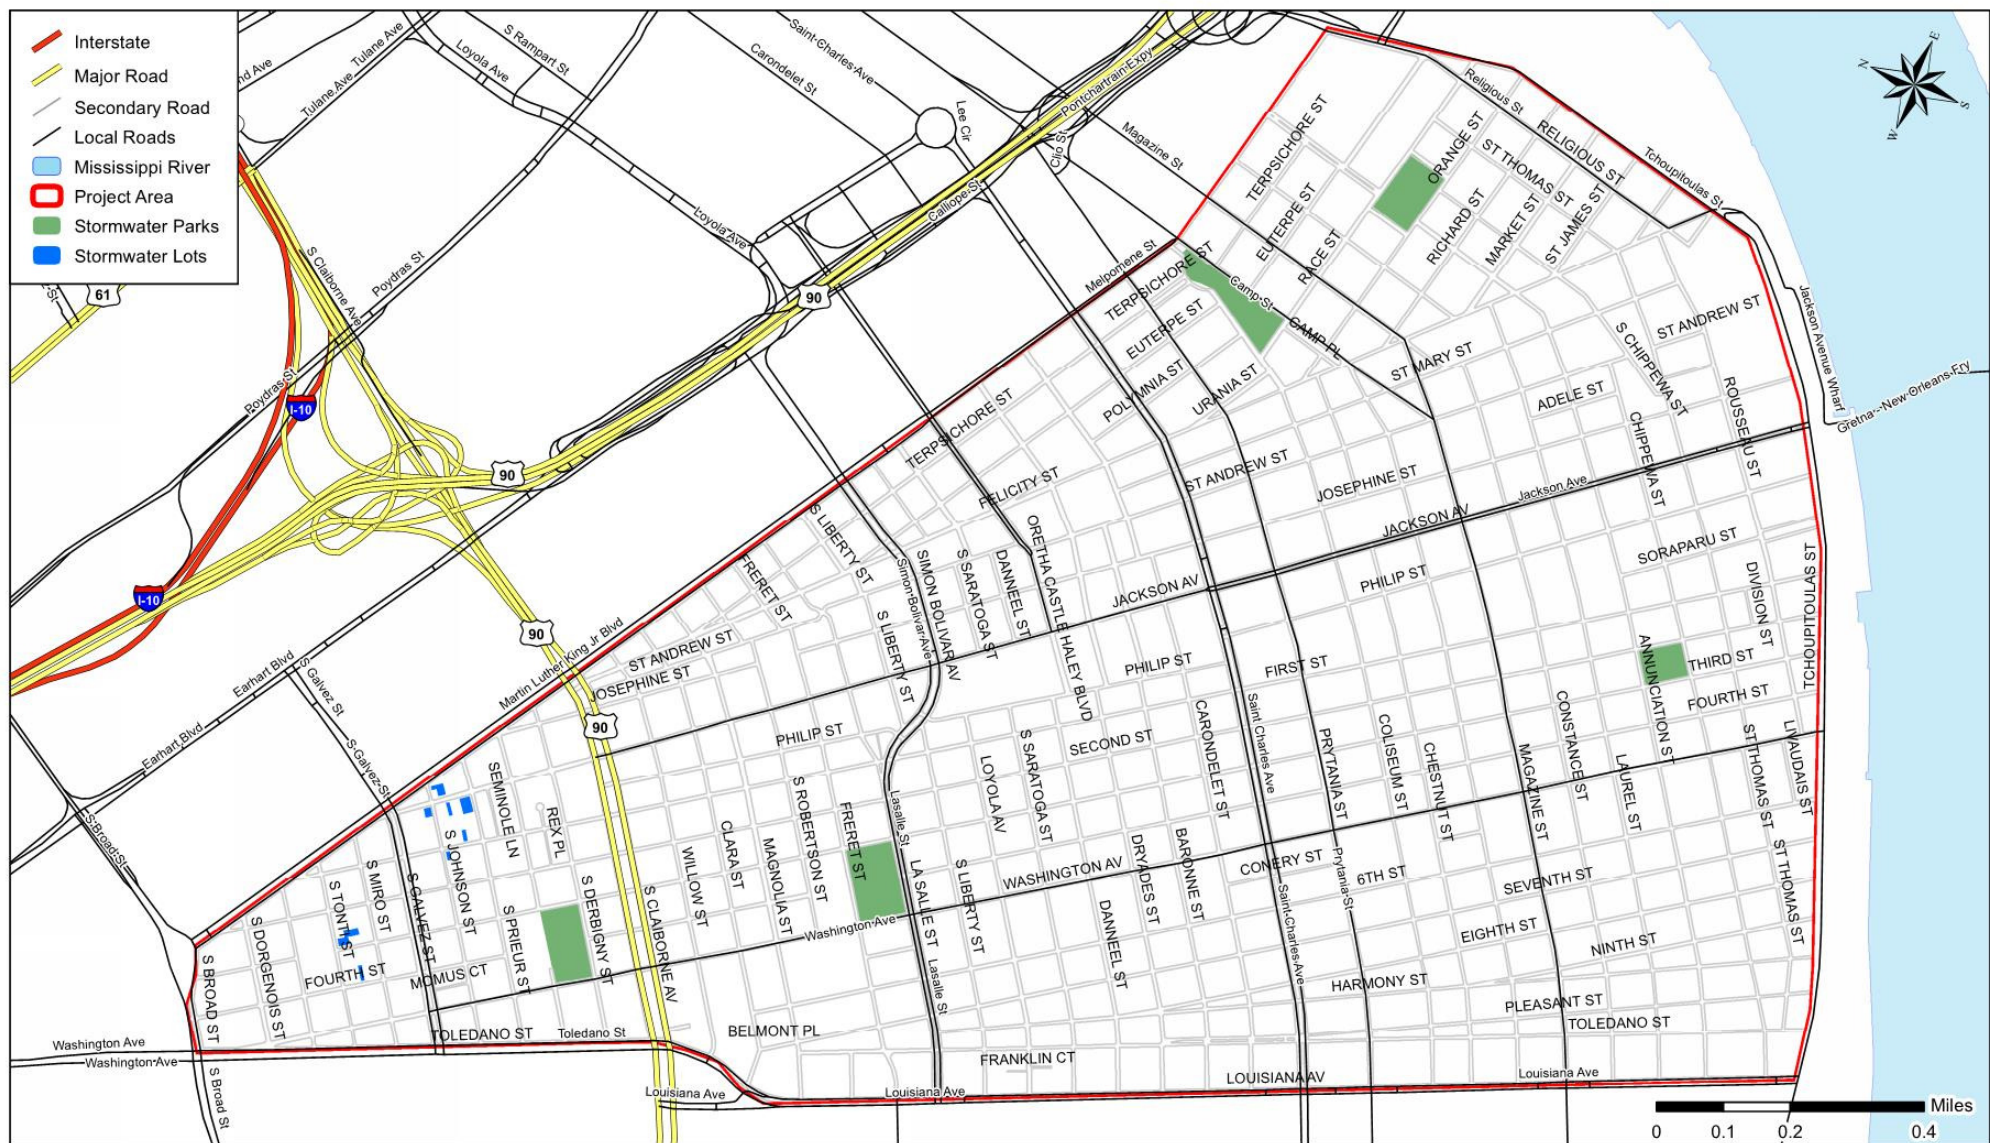 Interstate
Major Road
Secondary Road
Local Roads
Mississippi River
Project Area
Stormwater Parks
Stormwater Lots
Tulane Ave
Tulane Ave
Loyola Ave
S Rampart St
Saint Charles Ave
Carondelet St
Lee Cir
Pontchartrain Expy
Clio St
Magazine St
Religious St
RELIGIOUS ST
Tchoupitoulas St
N
E
S
W
TERPSICHORE ST
ORANGE ST
ST THOMAS ST
EUTERPE ST
RACE ST
RICHARD ST
MARKET ST
ST JAMES ST
Loyola Ave
Calliope St
Melpomene St
TERPSICHORE ST
Camp St
CAMP PL
EUTERPE ST
POLYMNIA ST
URANIA ST
ST MARY ST
ST ANDREW ST
S CHIPPEWA ST
ADELE ST
CHIPPEWA ST
ROUSSEAU ST
Jackson Avenue Wharf
Gretna - New Orleans Fry
61
S Claiborne Ave
Poydras St
Poydras St
I-10
90
90
I-10
90
90
TERPSICHORE ST
FELICITY ST
ST ANDREW ST
JOSEPHINE ST
Jackson Ave
JACKSON AV
S LIBERTY ST
FRERET ST
Simon Bolivar Ave
SIMON BOLIVAR AV
S SARATOGA ST
DANNEEL ST
ORETHA CASTLE HALEY BLVD
JACKSON AV
PHILIP ST
SORAPARU ST
DIVISION ST
TCHOUPITOULAS ST
S LIBERTY ST
ST ANDREW ST
JOSEPHINE ST
Martin Luther King Jr Blvd
Earhart Blvd
Earhart Blvd
S Galvez St
S Galvez St
S Broad St
PHILIP ST
FIRST ST
ANNUNCIATION ST
THIRD ST
FOURTH ST
PHILIP ST
SECOND ST
CARONDELET ST
Saint Charles Ave
PRYTANIA ST
COLISEUM ST
CHESTNUT ST
MAGAZINE ST
CONSTANCE ST
LAUREL ST
ST THOMAS ST
LIVAUDAIS ST
SEMINOLE LN
REX PL
S ROBERTSON ST
FRERET ST
Lasalle St
LOYOLA AV
S SARATOGA ST
CLARA ST
MAGNOLIA ST
WILLOW ST
S JOHNSON ST
S MIRO ST
S TONTI ST
S GALVEZ ST
S DORGENOIS ST
S BROAD ST
S PRIEUR ST
S DERBIGNY ST
S CLAIBORNE AV
LA SALLE ST
S LIBERTY ST
WASHINGTON AV
DRYADES ST
BARONNE ST
CONERY ST
6TH ST
SEVENTH ST
ST THOMAS ST
Prytania St
Saint Charles Ave
DANNEEL ST
EIGHTH ST
NINTH ST
HARMONY ST
PLEASANT ST
TOLEDANO ST
FOURTH ST
MOMUS CT
Washington Ave
Lasalle St
TOLEDANO ST
Toledano St
BELMONT PL
FRANKLIN CT
LOUISIANA AV
Louisiana Ave
Louisiana Ave
Louisiana Ave
Washington Ave
Washington Ave
S Broad St
Miles
0
0.1
0.2
0.4